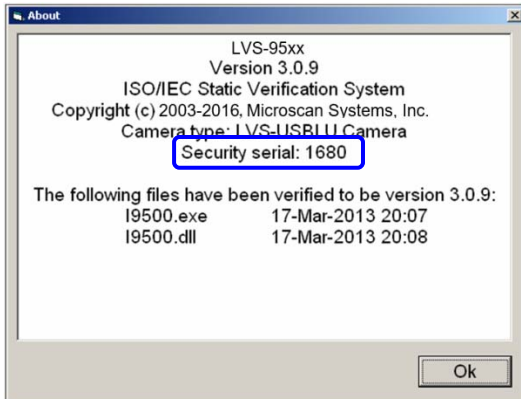 About
LVS-95xx
Version 3.0.9
ISO/IEC Static Verification System
Copyright (c) 2003-2016, Microscan Systems, Inc.
Camera type: LVS-USBLU Camera
Security serial: 1680
The following files have been verified to be version 3.0.9:
I9500.exe 17-Mar-2013 20:07
I9500.dll 17-Mar-2013 20:08
Ok